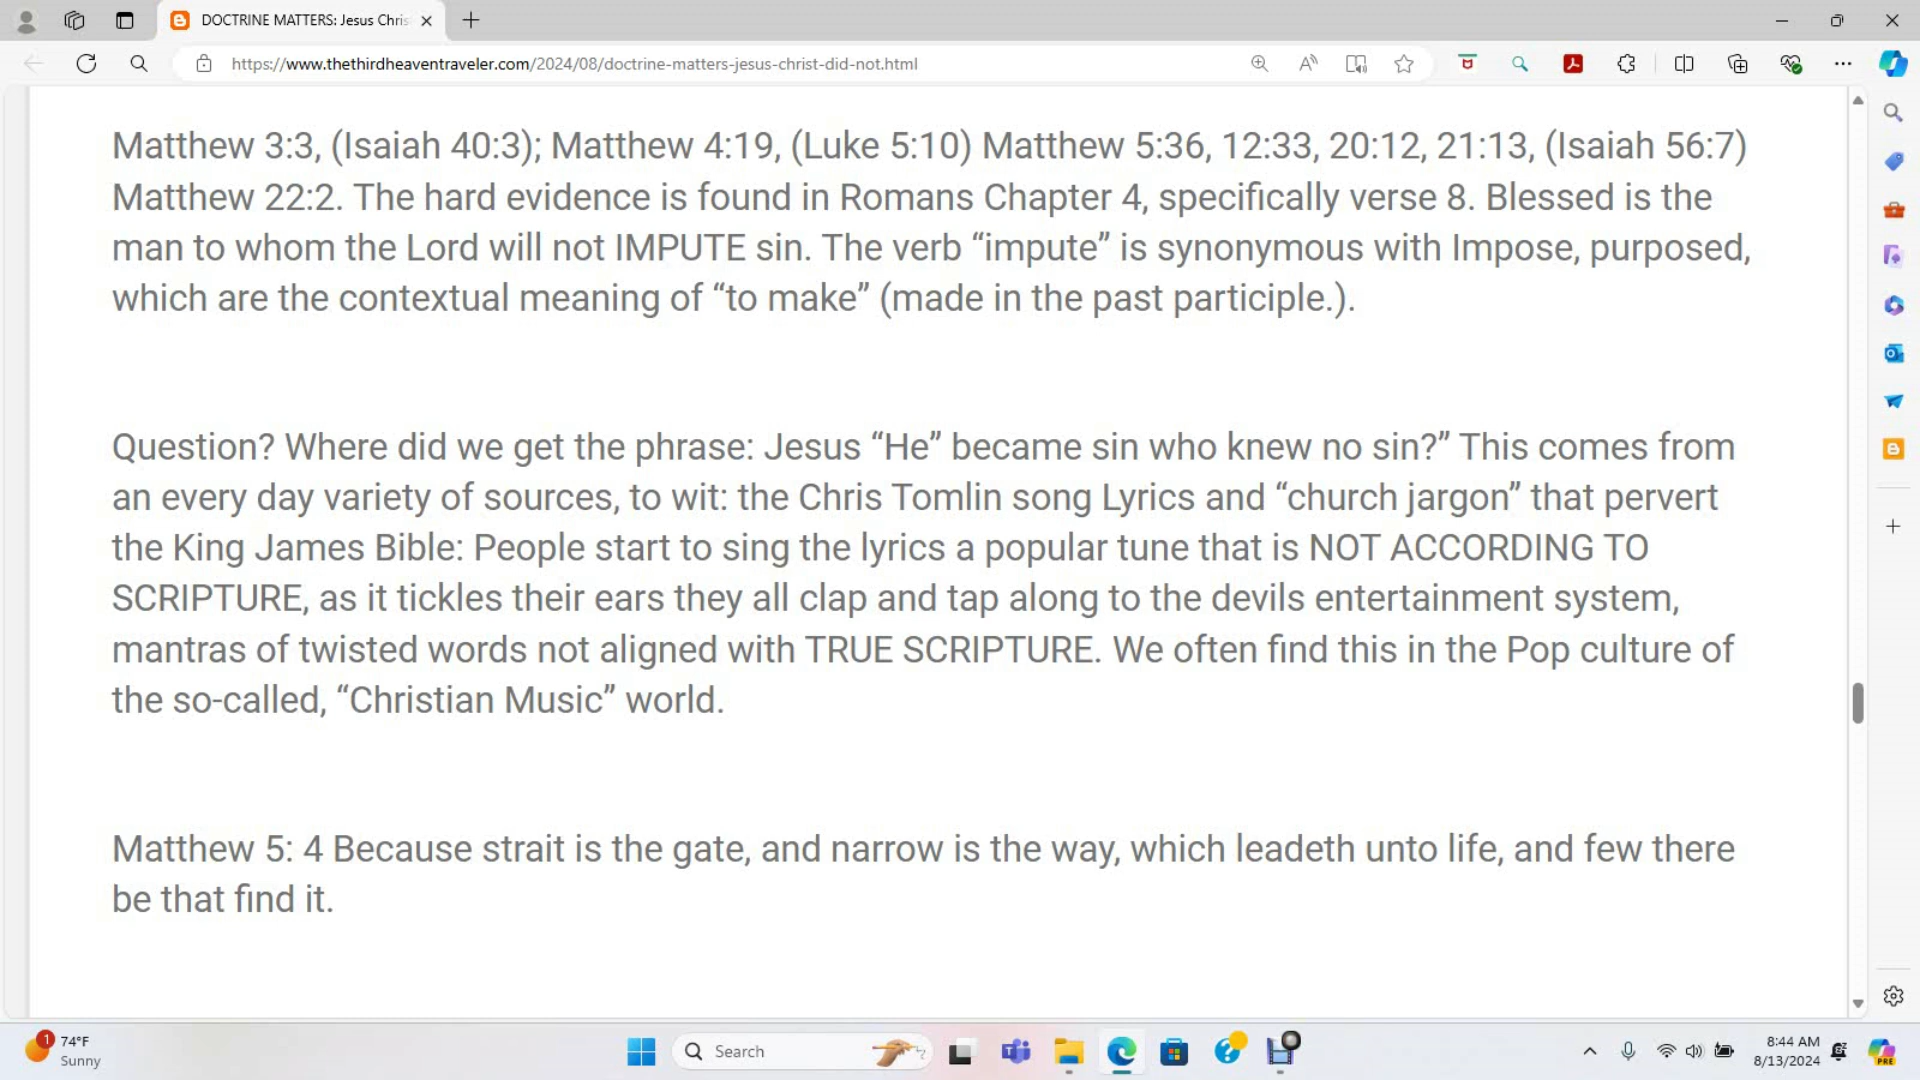 DOCTRINE MATTERS: Jesus Chris
https://www.thethirdheaventraveler.com/2024/08/doctrine-matters-jesus-christ-did-not.html
Matthew 3:3, (Isaiah 40:3); Matthew 4:19, (Luke 5:10) Matthew 5:36, 12:33, 20:12, 21:13, (Isaiah 56:7)
Matthew 22:2. The hard evidence is found in Romans Chapter 4, specifically verse 8. Blessed is the
man to whom the Lord will not IMPUTE sin. The verb “impute” is synonymous with Impose, purposed,
which are the contextual meaning of “to make” (made in the past participle.).
Question? Where did we get the phrase: Jesus “He” became sin who knew no sin?” This comes from
an every day variety of sources, to wit: the Chris Tomlin song Lyrics and “church jargon” that pervert
the King James Bible: People start to sing the lyrics a popular tune that is NOT ACCORDING TO
SCRIPTURE, as it tickles their ears they all clap and tap along to the devils entertainment system,
mantras of twisted words not aligned with TRUE SCRIPTURE. We often find this in the Pop culture of
the so-called, “Christian Music” world.
Matthew 5: 4 Because strait is the gate, and narrow is the way, which leadeth unto life, and few there
be that find it.
1
74°F
Sunny
Search
8:44 AM
8/13/2024
PRE